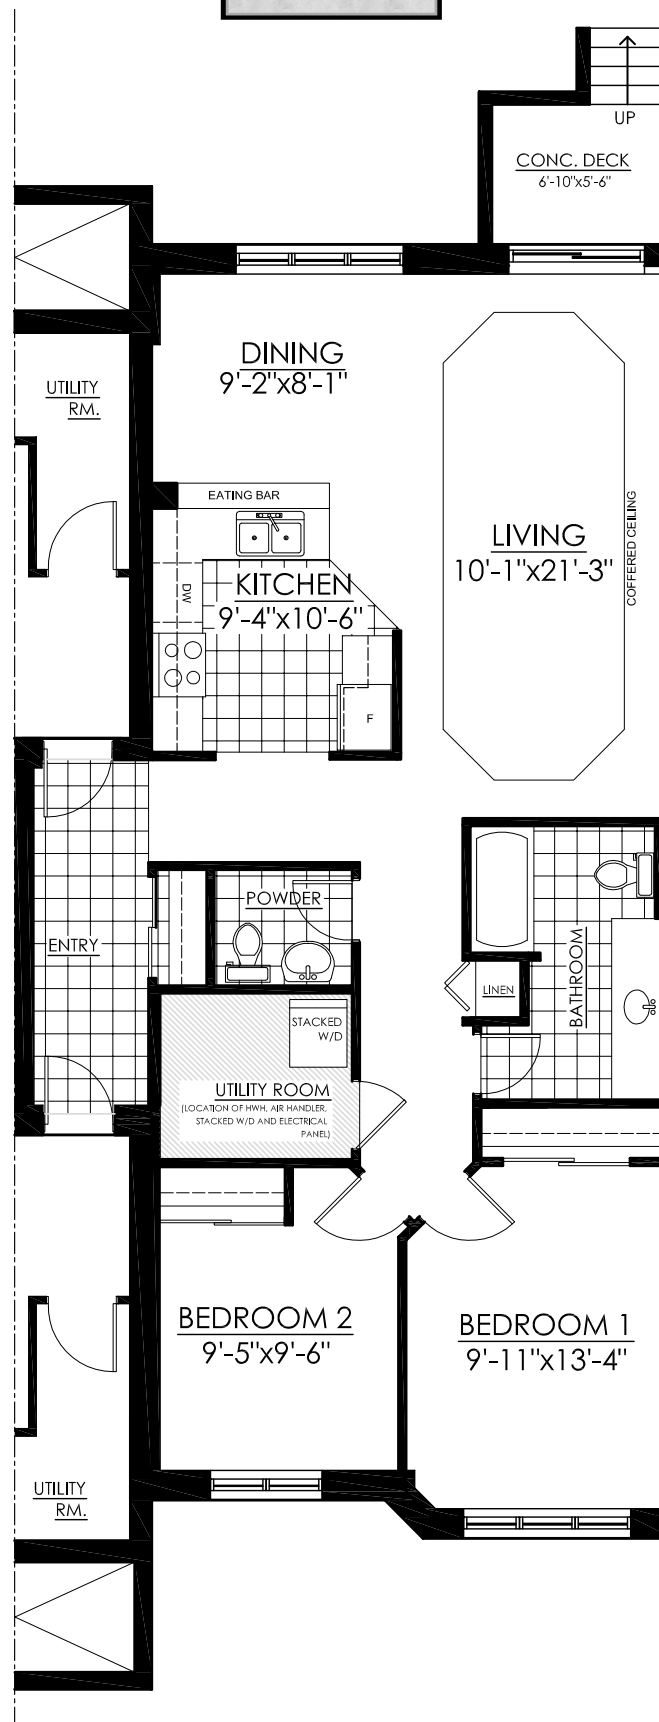 UP
CONC. DECK
6'-10"x5'-6"
DINING
9'-2"x8'-1"
UTILITY
RM.
EATING BAR
COFFERED CEILING
LIVING
10'-1"x21'-3"
DW
KITCHEN
9'-4"x10'-6"
F
POWDER
ENTRY
BATHROOM
LINEN
STACKED
W/D
UTILITY ROOM
(LOCATION OF HWH, AIR HANDLER,
STACKED W/D AND ELECTRICAL
PANEL)
BEDROOM 2
9'-5"x9'-6"
BEDROOM 1
9'-11"x13'-4"
UTILITY
RM.